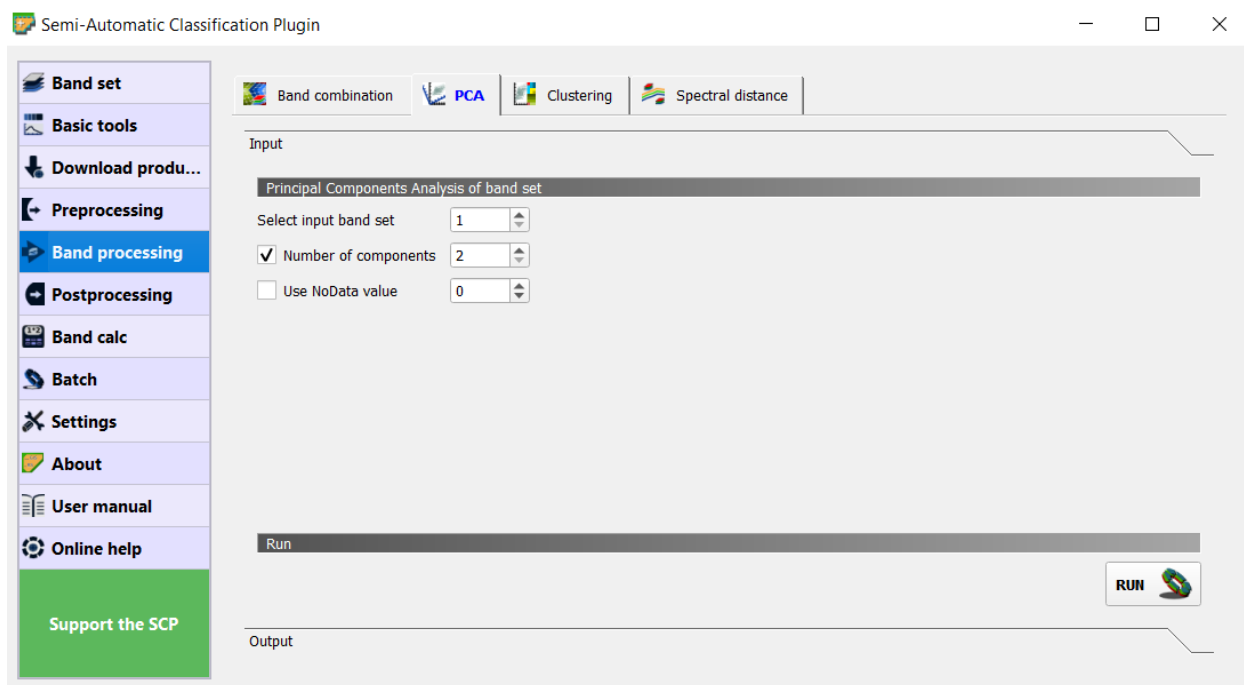 Semi-Automatic Classification Plugin
Band set
Basic tools
Download produ...
Preprocessing
Band processing
Postprocessing
Band calc
Batch
Settings
About
User manual
Online help
Support the SCP
Band combination PCA Clustering Spectral distance
Input
Principal Components Analysis of band set
Select input band set 1
Number of components 2
Use NoData value 0
Run
RUN
Output